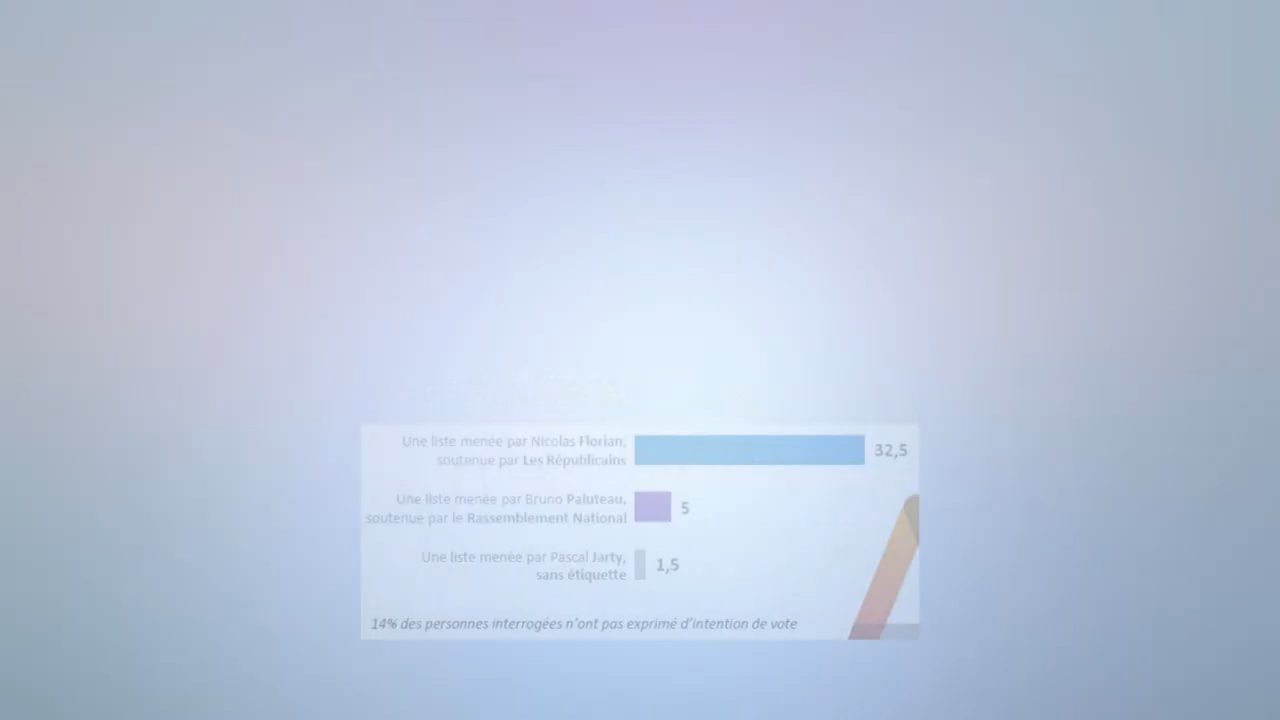 Une liste menée par Nicolas Florian,
soutenue par Les Républicains
32,5
Une liste menée par Bruno Paluteau,
soutenue par le Rassemblement National
5
Une liste menée par Pascal Jarty,
sans étiquette
1,5
14% des personnes interrogées n'ont pas exprimé d'intention de vote